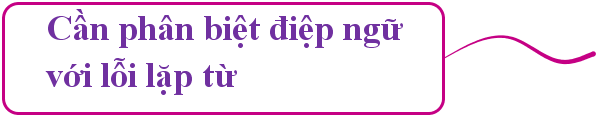 Cần phân biệt điệp ngữ
với lỗi lặp từ